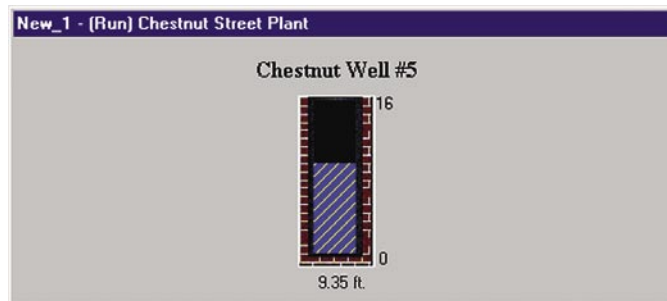 New_1 - (Run) Chestnut Street Plant
Chestnut Well #5
16
0
9.35 ft.